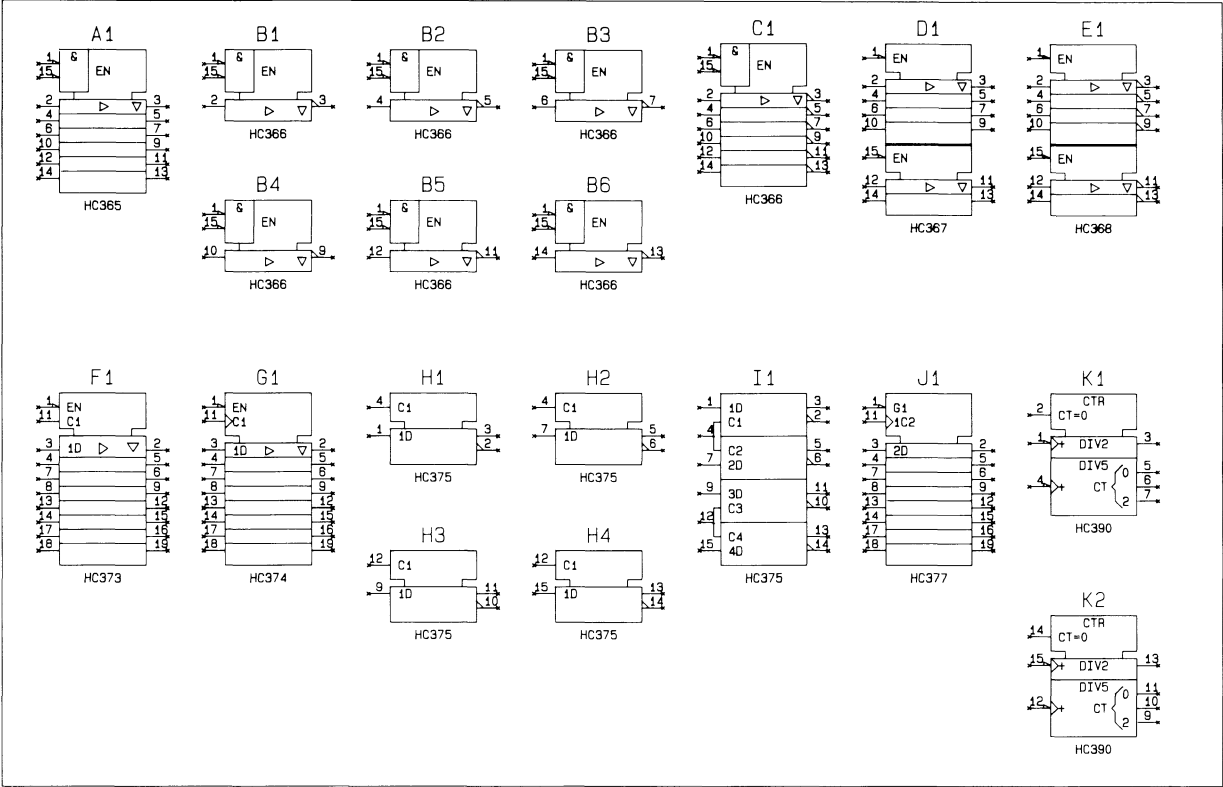 A1 B1 B2 B3 C1 D1 E1
1 & 1 & 1 & 1 & 1 & 1 EN 1 EN
15 EN 15 EN 15 EN 15 EN 15 EN
2 3 2 3 4 5 6 7 2 3 2 3 2 3
4 5 4 5 4 5 4 5
6 7 6 7 6 7 6 7
10 9 10 9 10 9 10 9
12 11 12 11 15 EN 15 EN
14 13 14 13 12 11 12 11
14 13 14 13
HC365 HC366 HC366 HC366 HC366 HC367 HC368
B4 B5 B6
1 & 1 & 1 &
15 EN 15 EN 15 EN
10 9 12 11 14 13
HC366 HC366 HC366
F1 G1 H1 H2 I1 J1 K1
1 EN 1 EN 4 C1 4 C1 1 1D 3 1 G1 CTR
11 C1 11 C1 C1 2 11 1C2 2 CT=0
3 1D 2 3 1D 2 1 1D 3 7 1D 5 4 3 2D 2 1 + DIV2 3
4 5 4 5 2 6 C2 5 4 5 DIV5
7 6 7 6 7 2D 6 7 6 4 + CT 0 5
8 9 8 9 9 3D 11 8 9 6
13 12 13 12 C3 10 13 12 2 7
14 15 14 15 12 14 15
17 16 17 16 C4 13 17 16
18 19 18 19 15 4D 14 18 19
HC373 HC374 HC375 HC375 HC375 HC377 HC390
H3 H4
12 C1 12 C1
9 1D 11 15 1D 13
10 14
HC375 HC375
K2
CTR
14 CT=0
15 + DIV2 13
DIV5
12 + CT 0 11
10
2 9
HC390